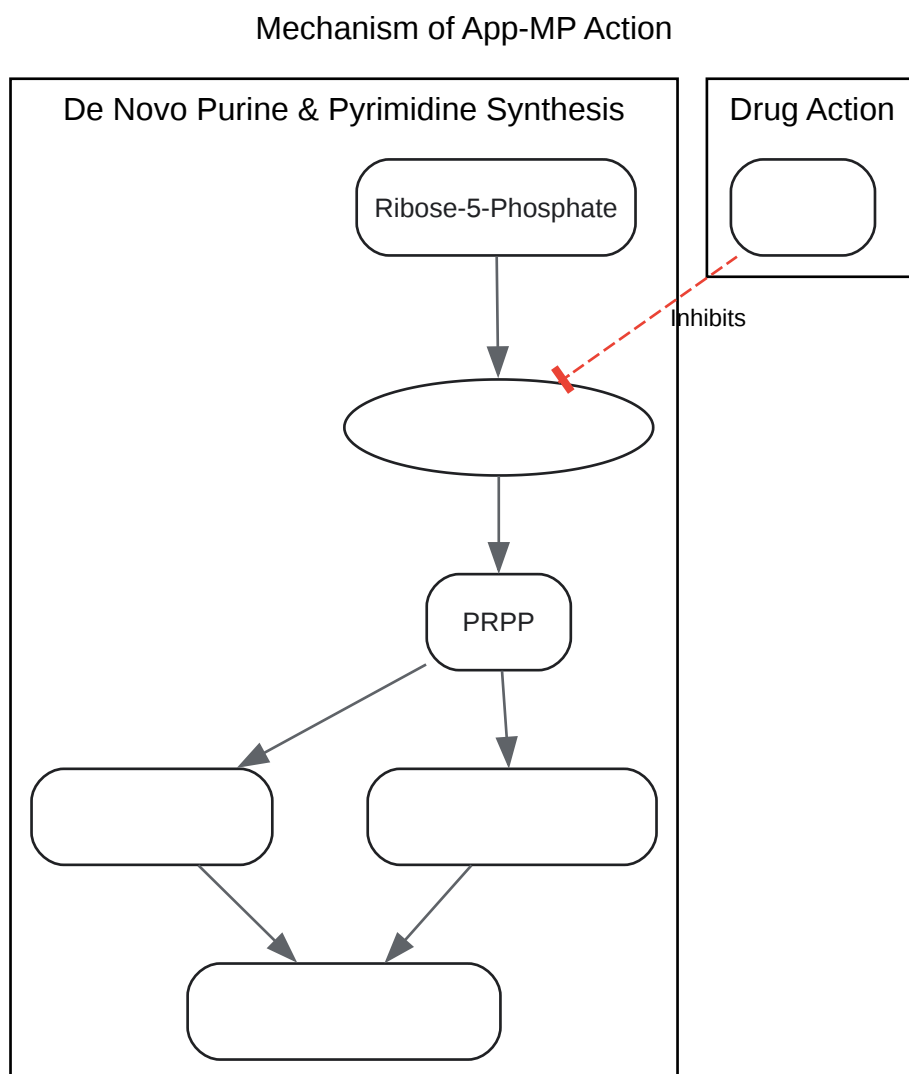 Mechanism of App-MP Action
De Novo Purine & Pyrimidine Synthesis
Drug Action
Ribose-5-Phosphate
Inhibits
PRPP